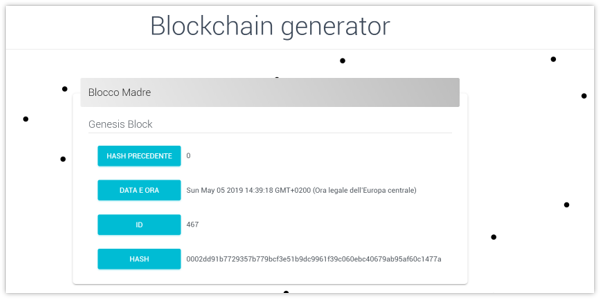 Blockchain generator
Blocco Madre
Genesis Block
HASH PRECEDENTE 0
DATA E ORA Sun May 05 2019 14:39:18 GMT+0200 (Ora legale dell'Europa centrale)
ID 467
HASH 0002dd91b7729357b779bcf3e51b9dc9961f39c060ebc40679ab95af60c1477a